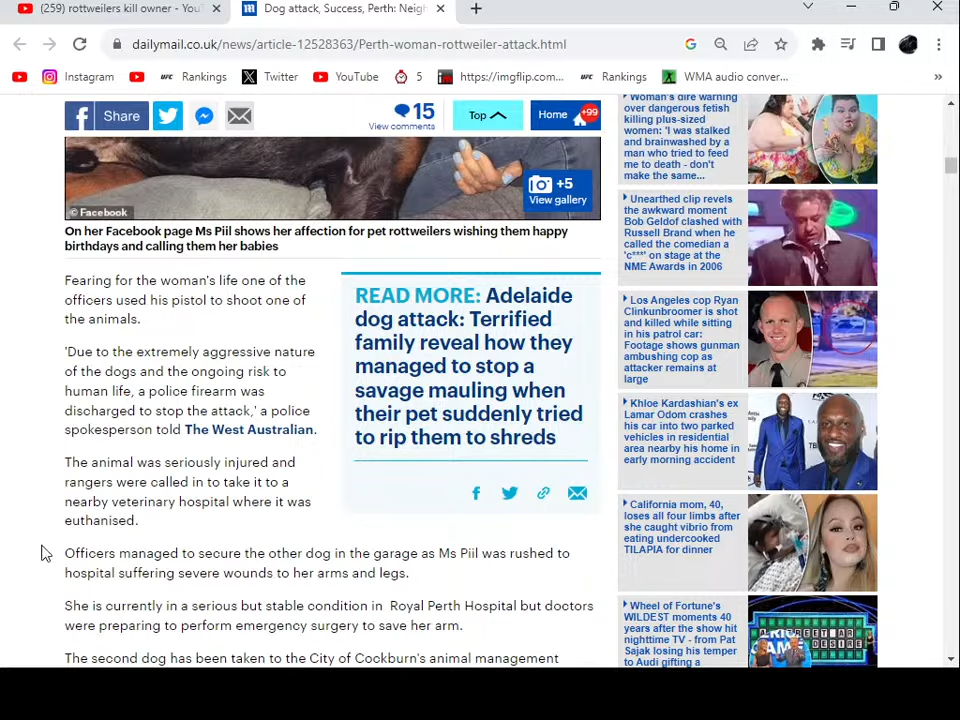 (259) rottweilers kill owner - You
Dog attack, Success, Perth: Neigh
dailymail.co.uk/news/article-12528363/Perth-woman-rottweiler-attack.html
Instagram
UFC Rankings
Twitter
YouTube
5
https://imgflip.com...
UFC Rankings
WMA audio conver...
»
Share
15
View comments
Top
Home
+99
+5
View gallery
© Facebook
On her Facebook page Ms Piil shows her affection for pet rottweilers wishing them happy
birthdays and calling them her babies
Fearing for the woman's life one of the
officers used his pistol to shoot one of
the animals.
'Due to the extremely aggressive nature
of the dogs and the ongoing risk to
human life, a police firearm was
discharged to stop the attack,' a police
spokesperson told The West Australian.
The animal was seriously injured and
rangers were called in to take it to a
nearby veterinary hospital where it was
euthanised.
READ MORE: Adelaide
dog attack: Terrified
family reveal how they
managed to stop a
savage mauling when
their pet suddenly tried
to rip them to shreds
Officers managed to secure the other dog in the garage as Ms Piil was rushed to
hospital suffering severe wounds to her arms and legs.
She is currently in a serious but stable condition in Royal Perth Hospital but doctors
were preparing to perform emergency surgery to save her arm.
The second dog has been taken to the City of Cockburn's animal management
Woman's dire warning
over dangerous fetish
killing plus-sized
women: 'I was stalked
and brainwashed by a
man who tried to feed
me to death - don't
make the same...
Unearthed clip reveals
the awkward moment
Bob Geldof clashed with
Russell Brand when he
called the comedian a
'c***' on stage at the
NME Awards in 2006
Los Angeles cop Ryan
Clinkunbroomer is shot
and killed while sitting
in his patrol car:
Footage shows gunman
ambushing cop as
attacker remains at
large
Khloe Kardashian's ex
Lamar Odom crashes
his car into two parked
vehicles in residential
area nearby his home in
early morning accident
California mom, 40,
loses all four limbs after
she caught vibrio from
eating undercooked
TILAPIA for dinner
Wheel of Fortune's
WILDEST moments 40
years after the show hit
nighttime TV - from Pat
Sajak losing his temper
to Audi gifting a